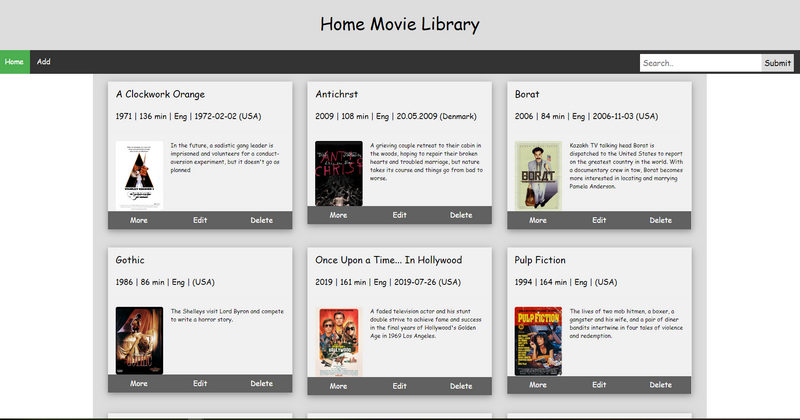 Home Movie Library
Home
Add
Search..
Submit
A Clockwork Orange
1971 | 136 min | Eng | 1972-02-02 (USA)
In the future, a sadistic gang leader is
imprisoned and volunteers for a conduct-
aversion experiment, but it doesn't go as
planned
More
Edit
Delete
Antichrst
2009 | 108 min | Eng | 20.05.2009 (Denmark)
ANTI
CHRIS
A grieving couple retreat to their cabin in
the woods, hoping to repair their broken
hearts and troubled marriage, but nature
takes its course and things go from bad to
worse.
More
Edit
Delete
Borat
2006 | 84 min | Eng | 2006-11-03 (USA)
BORAT
Kazakh TV talking head Borat is
dispatched to the United States to report
on the greatest country in the world. With
a documentary crew in tow, Borat becomes
more interested in locating and marrying
Pamela Anderson.
More
Edit
Delete
Gothic
1986 | 86 min | Eng | (USA)
GOTHIC
The Shelleys visit Lord Byron and compete
to write a horror story.
More
Edit
Delete
Once Upon a Time... In Hollywood
2019 | 161 min | Eng | 2019-07-26 (USA)
HOLLYWOOD
A faded television actor and his stunt
double strive to achieve fame and success
in the final years of Hollywood's Golden
Age in 1969 Los Angeles.
More
Edit
Delete
Pulp Fiction
1994 | 164 min | Eng | (USA)
PULP FICTION
The lives of two mob hitmen, a boxer, a
gangster and his wife, and a pair of diner
bandits intertwine in four tales of violence
and redemption.
More
Edit
Delete